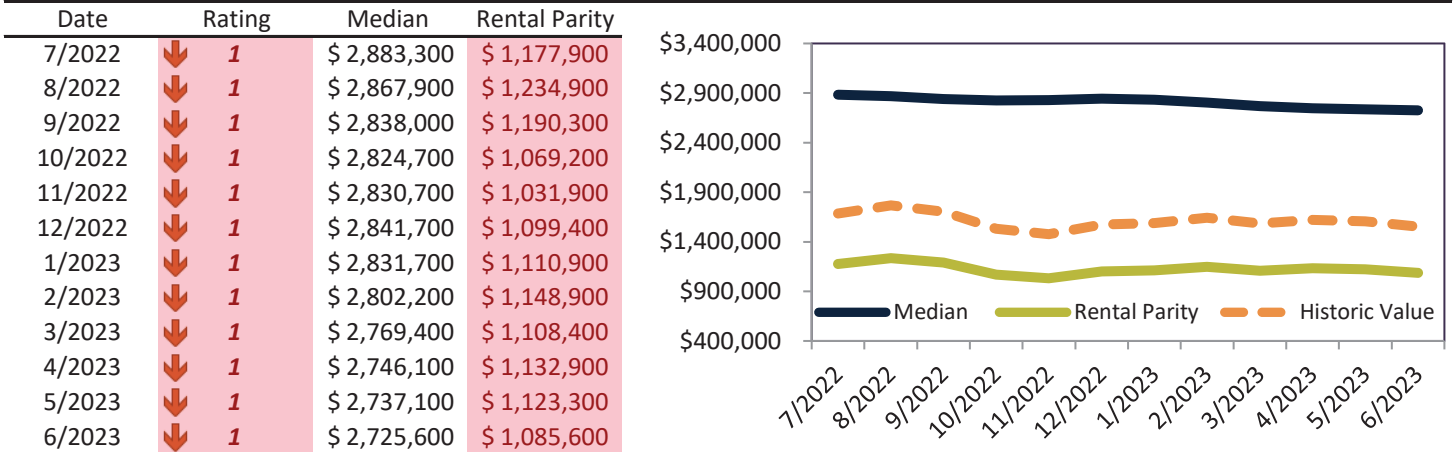 Date Rating Median Rental Parity
7/2022 1 $ 2,883,300 $ 1,177,900
8/2022 1 $ 2,867,900 $ 1,234,900
9/2022 1 $ 2,838,000 $ 1,190,300
10/2022 1 $ 2,824,700 $ 1,069,200
11/2022 1 $ 2,830,700 $ 1,031,900
12/2022 1 $ 2,841,700 $ 1,099,400
1/2023 1 $ 2,831,700 $ 1,110,900
2/2023 1 $ 2,802,200 $ 1,148,900
3/2023 1 $ 2,769,400 $ 1,108,400
4/2023 1 $ 2,746,100 $ 1,132,900
5/2023 1 $ 2,737,100 $ 1,123,300
6/2023 1 $ 2,725,600 $ 1,085,600
$3,400,000
$2,900,000
$2,400,000
$1,900,000
$1,400,000
$900,000
$400,000
Median Rental Parity Historic Value
7/2022
8/2022
9/2022
10/2022
11/2022
12/2022
1/2023
2/2023
3/2023
4/2023
5/2023
6/2023